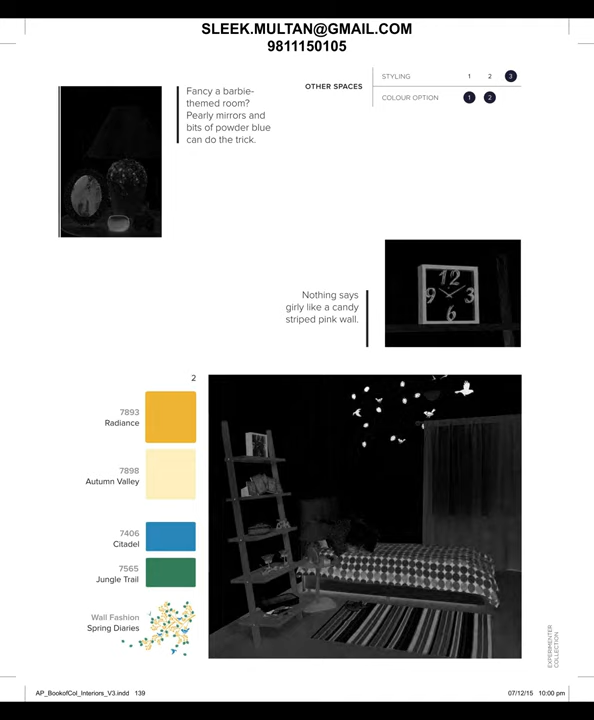 SLEEK.MULTAN@GMAIL.COM
9811150105
Fancy a barbie-
themed room?
Pearly mirrors and
bits of powder blue
can do the trick.
OTHER SPACES
STYLING 1 2 3
COLOUR OPTION 1 2
12
9 3
6
Nothing says
girly like a candy
striped pink wall.
2
7893
Radiance
7898
Autumn Valley
7406
Citadel
7565
Jungle Trail
Wall Fashion
Spring Diaries
EXPERIMENTER
COLLECTION
AP_BookofCol_Interiors_V3.indd 139
07/12/15 10:00 pm